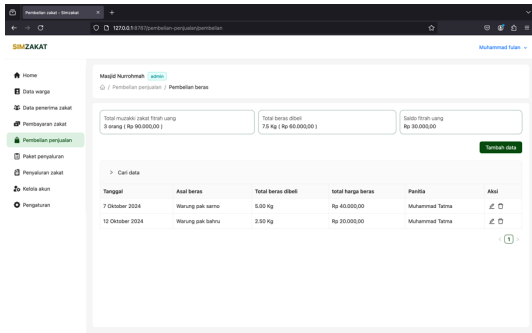 Pembelian zakat - Simzakat
127.0.0.1:8787/pembelian-penjualan/pembelian
SIMZAKAT
Muhammad fulan
Home
Data warga
Data penerima zakat
Pembayaran zakat
Pembelian penjualan
Paket penyaluran
Penyaluran zakat
Kelola akun
Pengaturan
Masjid Nurrohmah admin
/ Pembelian penjualan / Pembelian beras
Total muzakki zakat fitrah uang
3 orang ( Rp 90.000,00 )
Total beras dibeli
7.5 Kg ( Rp 60.000,00 )
Saldo fitrah uang
Rp 30.000,00
Tambah data
> Cari data
Tanggal Asal beras Total beras dibeli total harga beras Panitia Aksi
7 Oktober 2024 Warung pak sarno 5.00 Kg Rp 40.000,00 Muhammad Tatma
12 Oktober 2024 Warung pak bahru 2.50 Kg Rp 20.000,00 Muhammad Tatma
< 1 >